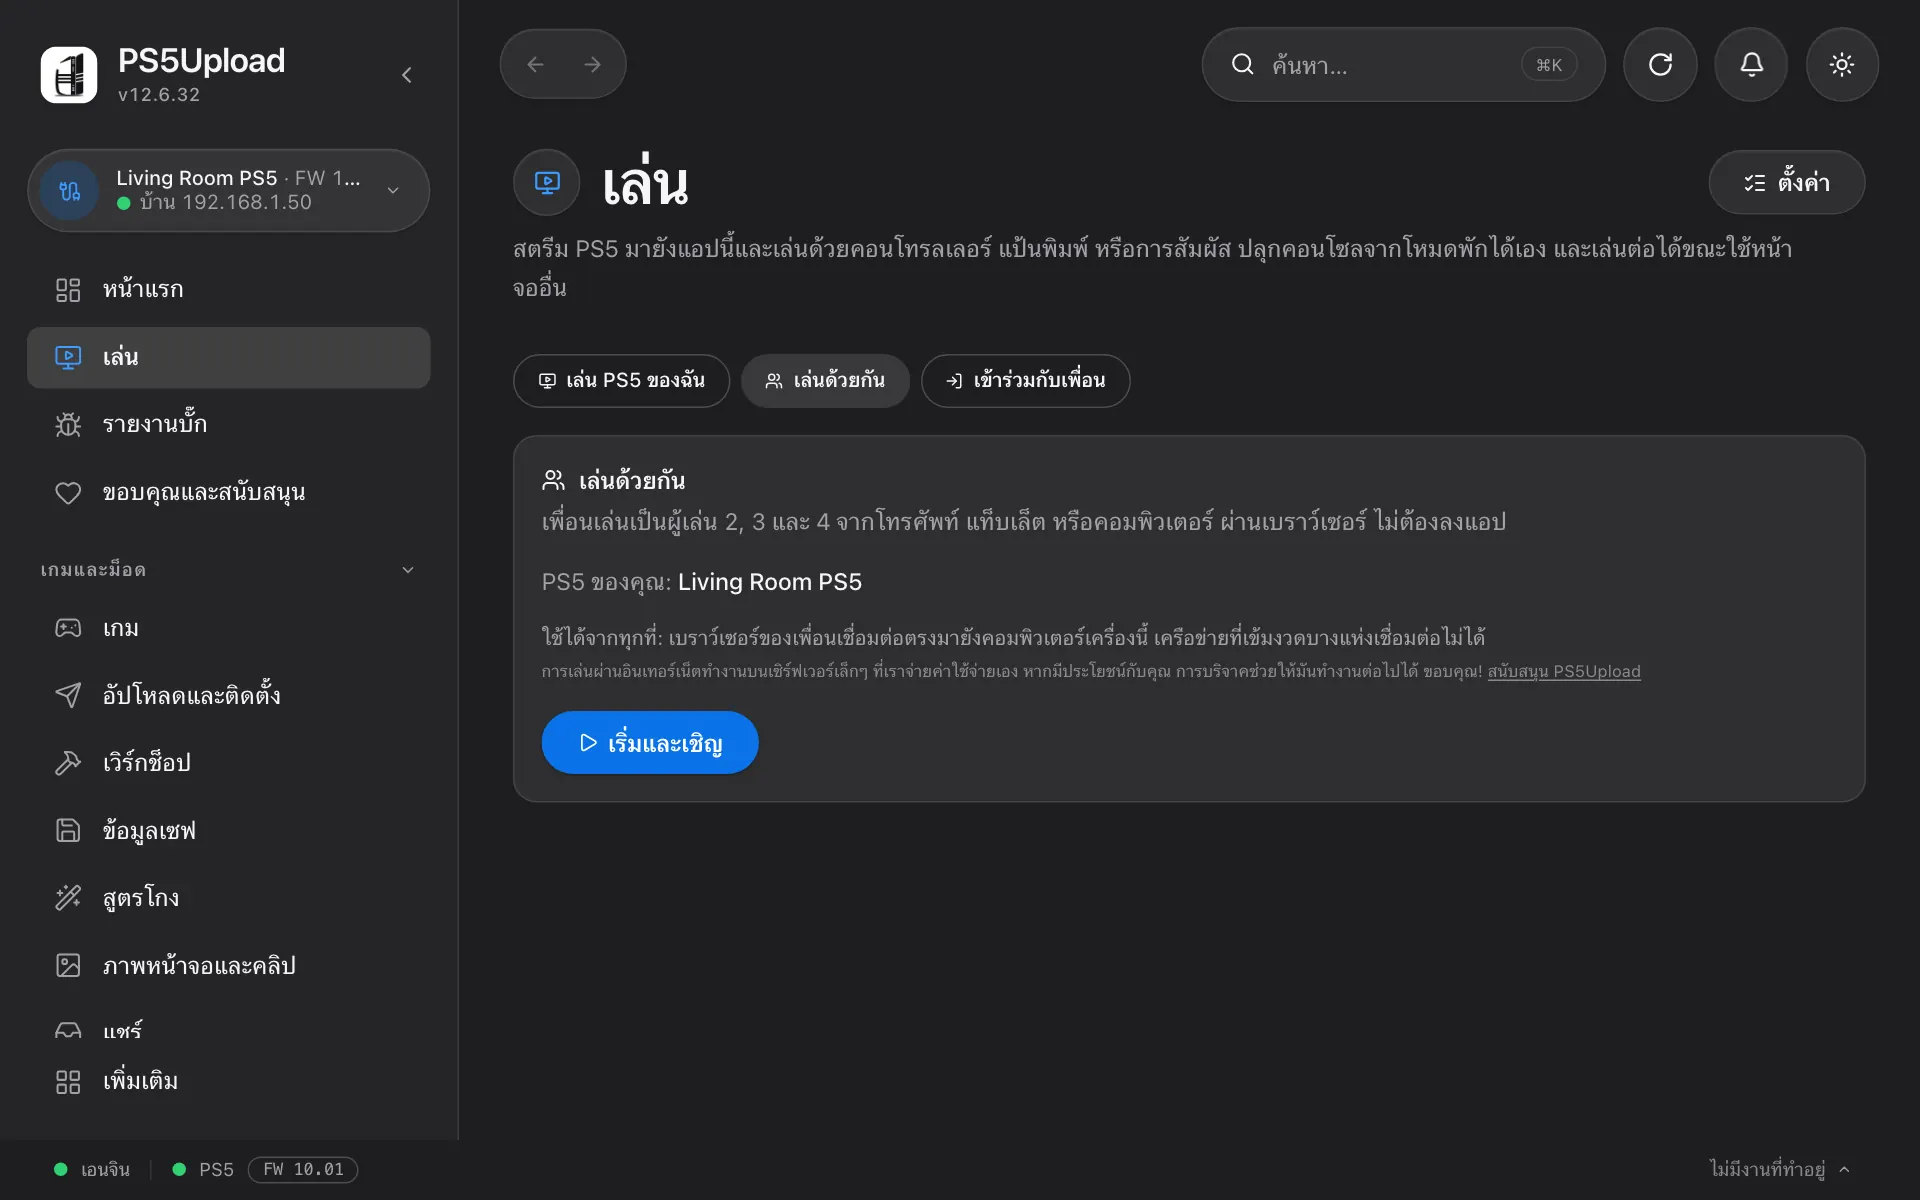 PS5Upload
v12.6.32
Living Room PS5 · FW 1...
บ้าน 192.168.1.50
หน้าแรก
เล่น
รายงานบั๊ก
ขอบคุณและสนับสนุน
เกมและม็อด
เกม
อัปโหลดและติดตั้ง
เวิร์กช็อป
ข้อมูลเซฟ
สูตรโกง
ภาพหน้าจอและคลิป
แชร์
เพิ่มเติม
ค้นหา...
⌘K
เล่น
ตั้งค่า
สตรีม PS5 มายังแอปนี้และเล่นด้วยคอนโทรลเลอร์ แป้นพิมพ์ หรือการสัมผัส ปลุกคอนโซลจากโหมดพักได้เอง และเล่นต่อได้ขณะใช้หน้า
จออื่น
เล่น PS5 ของฉัน
เล่นด้วยกัน
เข้าร่วมกับเพื่อน
เล่นด้วยกัน
เพื่อนเล่นเป็นผู้เล่น 2, 3 และ 4 จากโทรศัพท์ แท็บเล็ต หรือคอมพิวเตอร์ ผ่านเบราว์เซอร์ ไม่ต้องลงแอป
PS5 ของคุณ: Living Room PS5
ใช้ได้จากทุกที่: เบราว์เซอร์ของเพื่อนเชื่อมต่อตรงมายังคอมพิวเตอร์เครื่องนี้ เครือข่ายที่เข้มงวดบางแห่งเชื่อมต่อไม่ได้
การเล่นผ่านอินเทอร์เน็ตทำงานบนเซิร์ฟเวอร์เล็กๆ ที่เราจ่ายค่าใช้จ่ายเอง หากมีประโยชน์กับคุณ การบริจาคช่วยให้มันทำงานต่อไปได้ ขอบคุณ! สนับสนุน PS5Upload
เริ่มและเชิญ
เอนจิน
PS5
FW 10.01
ไม่มีงานที่ทำอยู่